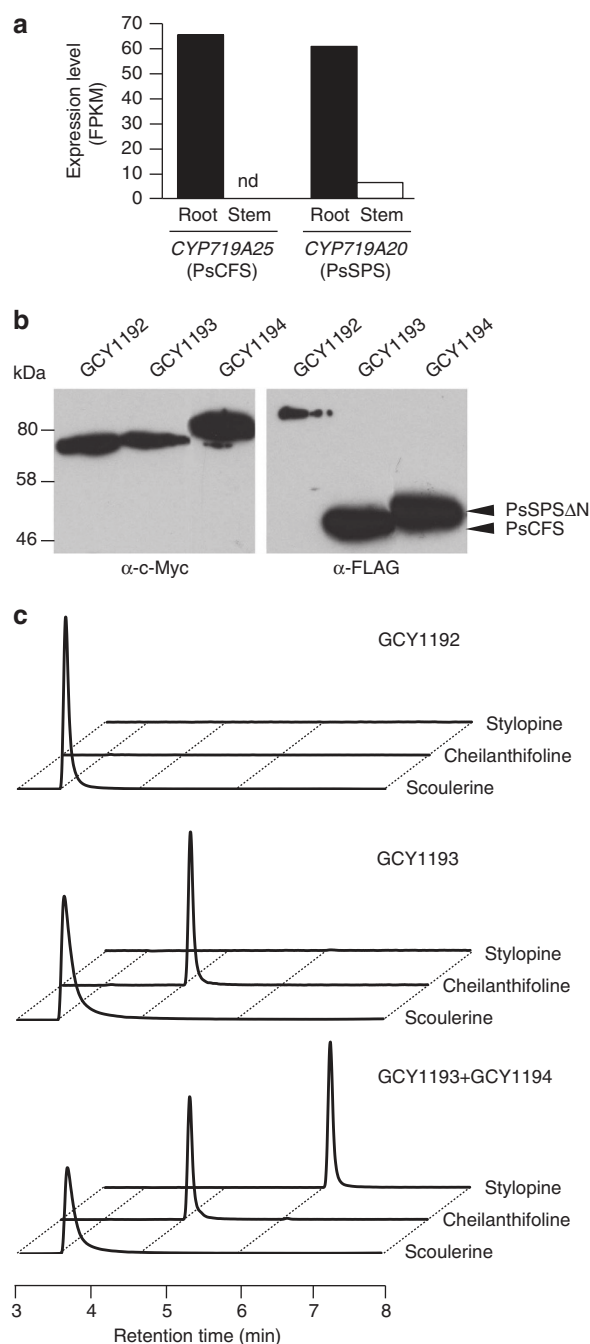 a
Expression level
(FPKM)
70
60
50
40
30
20
10
0
nd
Root Stem Root Stem
CYP719A25 CYP719A20
(PsCFS) (PsSPS)
b
GCY1192 GCY1193 GCY1194 GCY1192 GCY1193 GCY1194
kDa
80
58
46
PsSPSΔN
PsCFS
α-c-Myc α-FLAG
c
GCY1192
Stylopine
Cheilanthifoline
Scoulerine
GCY1193
Stylopine
Cheilanthifoline
Scoulerine
GCY1193+GCY1194
Stylopine
Cheilanthifoline
Scoulerine
3 4 5 6 7 8
Retention time (min)